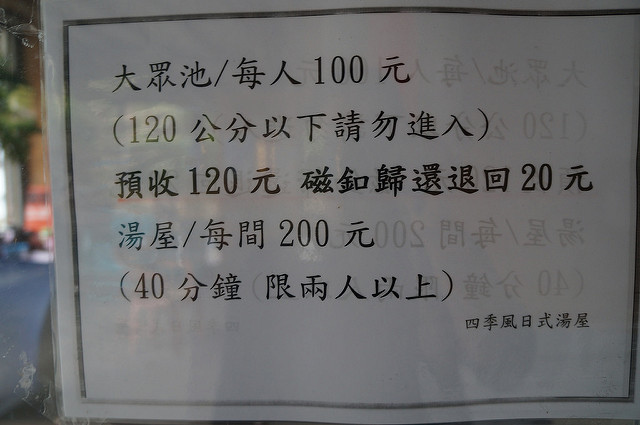 大眾池/每人 100 元
(120 公分以下請勿進入)
預收 120 元 磁釦歸還退回 20 元
湯屋/每間 200 元
(40 分鐘 限兩人以上)
四季風日式湯屋